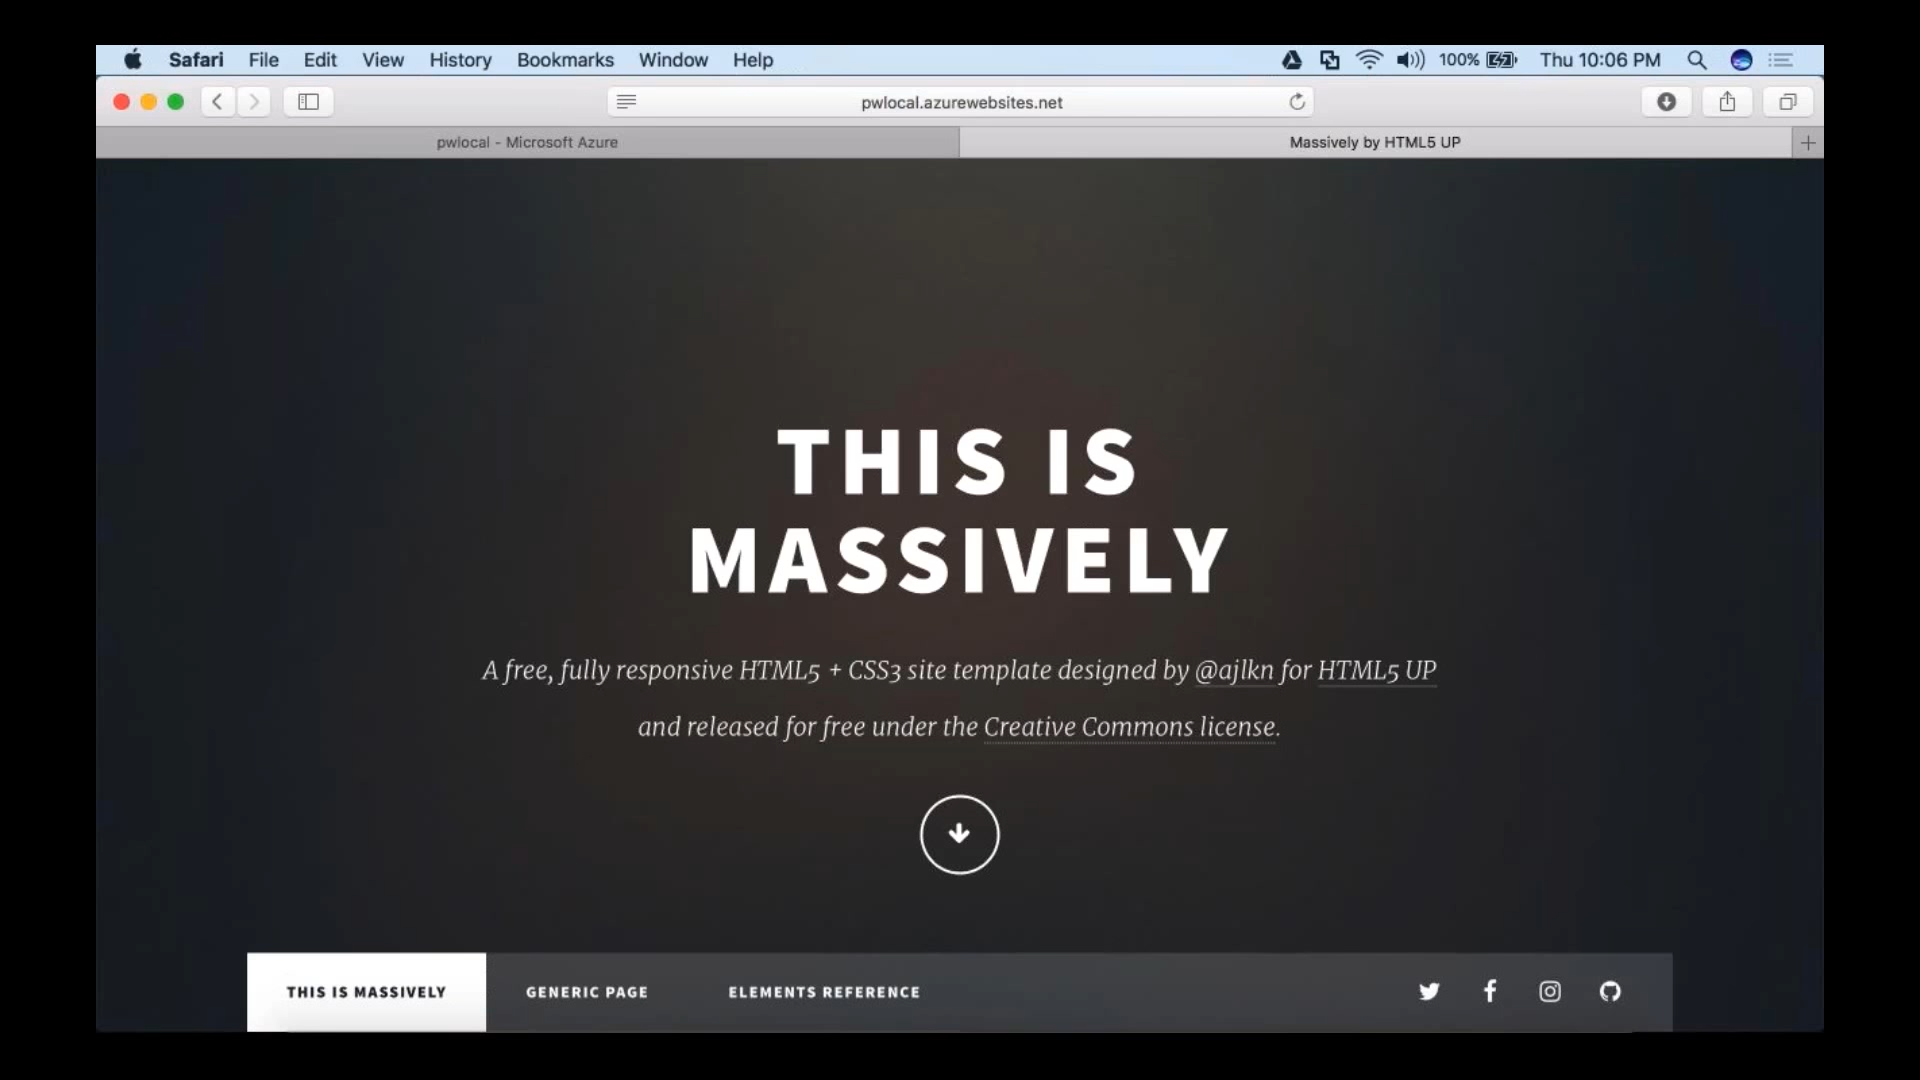 Safari File Edit View History Bookmarks Window Help 100% Thu 10:06 PM
pwlocal.azurewebsites.net
pwlocal - Microsoft Azure Massively by HTML5 UP
THIS IS
MASSIVELY
A free, fully responsive HTML5 + CSS3 site template designed by @ajlkn for HTML5 UP
and released for free under the Creative Commons license.
THIS IS MASSIVELY GENERIC PAGE ELEMENTS REFERENCE